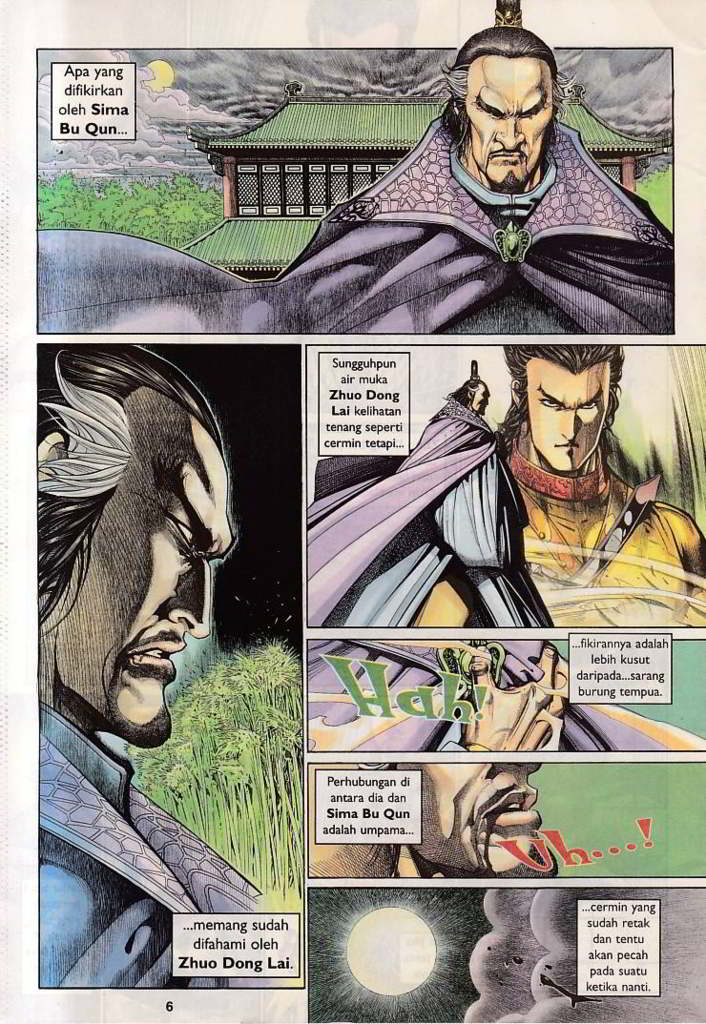 Apa yang
difikirkan
oleh Sima
Bu Qun...
...memang sudah
difahami oleh
Zhuo Dong Lai.
Sungguhpun
air muka
Zhuo Dong
Lai kelihatan
tenang seperti
cermin tetapi...
...fikirannya adalah
lebih kusut
daripada...sarang
burung tempua.
Hah!
Perhubungan di
antara dia dan
Sima Bu Qun
adalah umpama...
Uh...!
...cermin yang
sudah retak
dan tentu
akan pecah
pada suatu
ketika nanti.
6